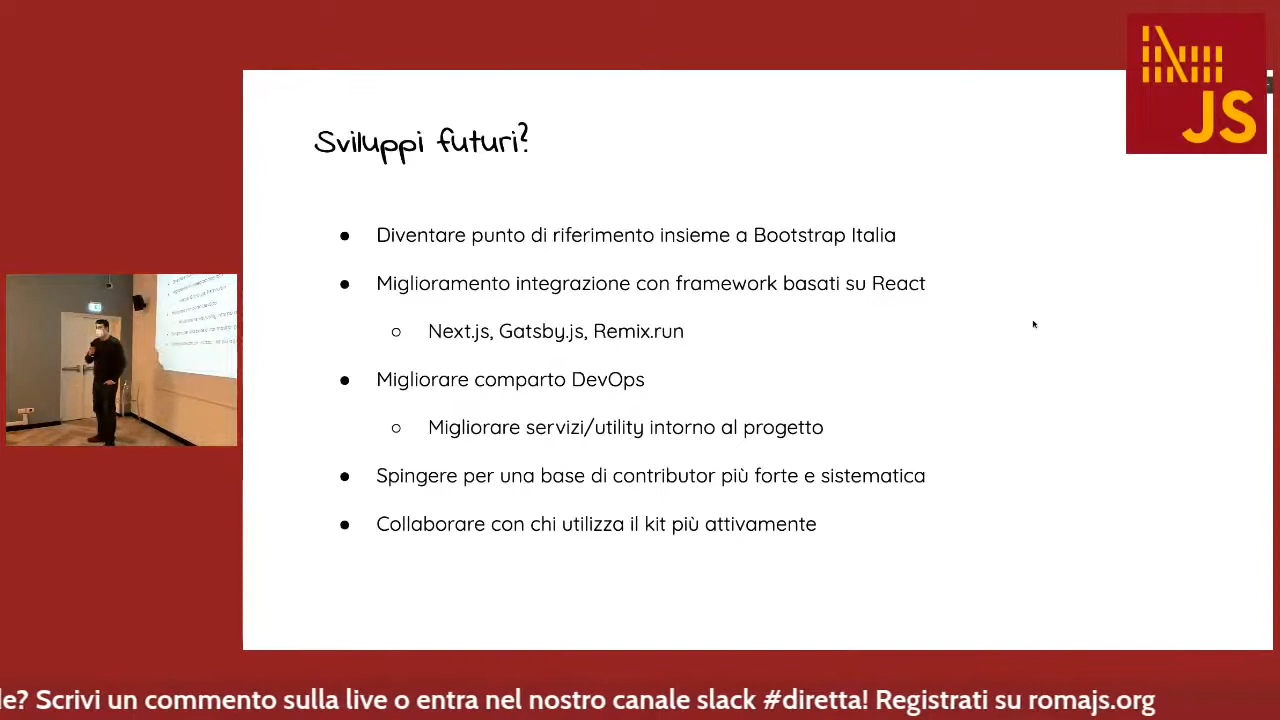 JS
Sviluppi futuri?
● Diventare punto di riferimento insieme a Bootstrap Italia
● Miglioramento integrazione con framework basati su React
○ Next.js, Gatsby.js, Remix.run
● Migliorare comparto DevOps
○ Migliorare servizi/utility intorno al progetto
● Spingere per una base di contributor più forte e sistematica
● Collaborare con chi utilizza il kit più attivamente
de? Scrivi un commento sulla live o entra nel nostro canale slack #diretta! Registrati su romajs.org